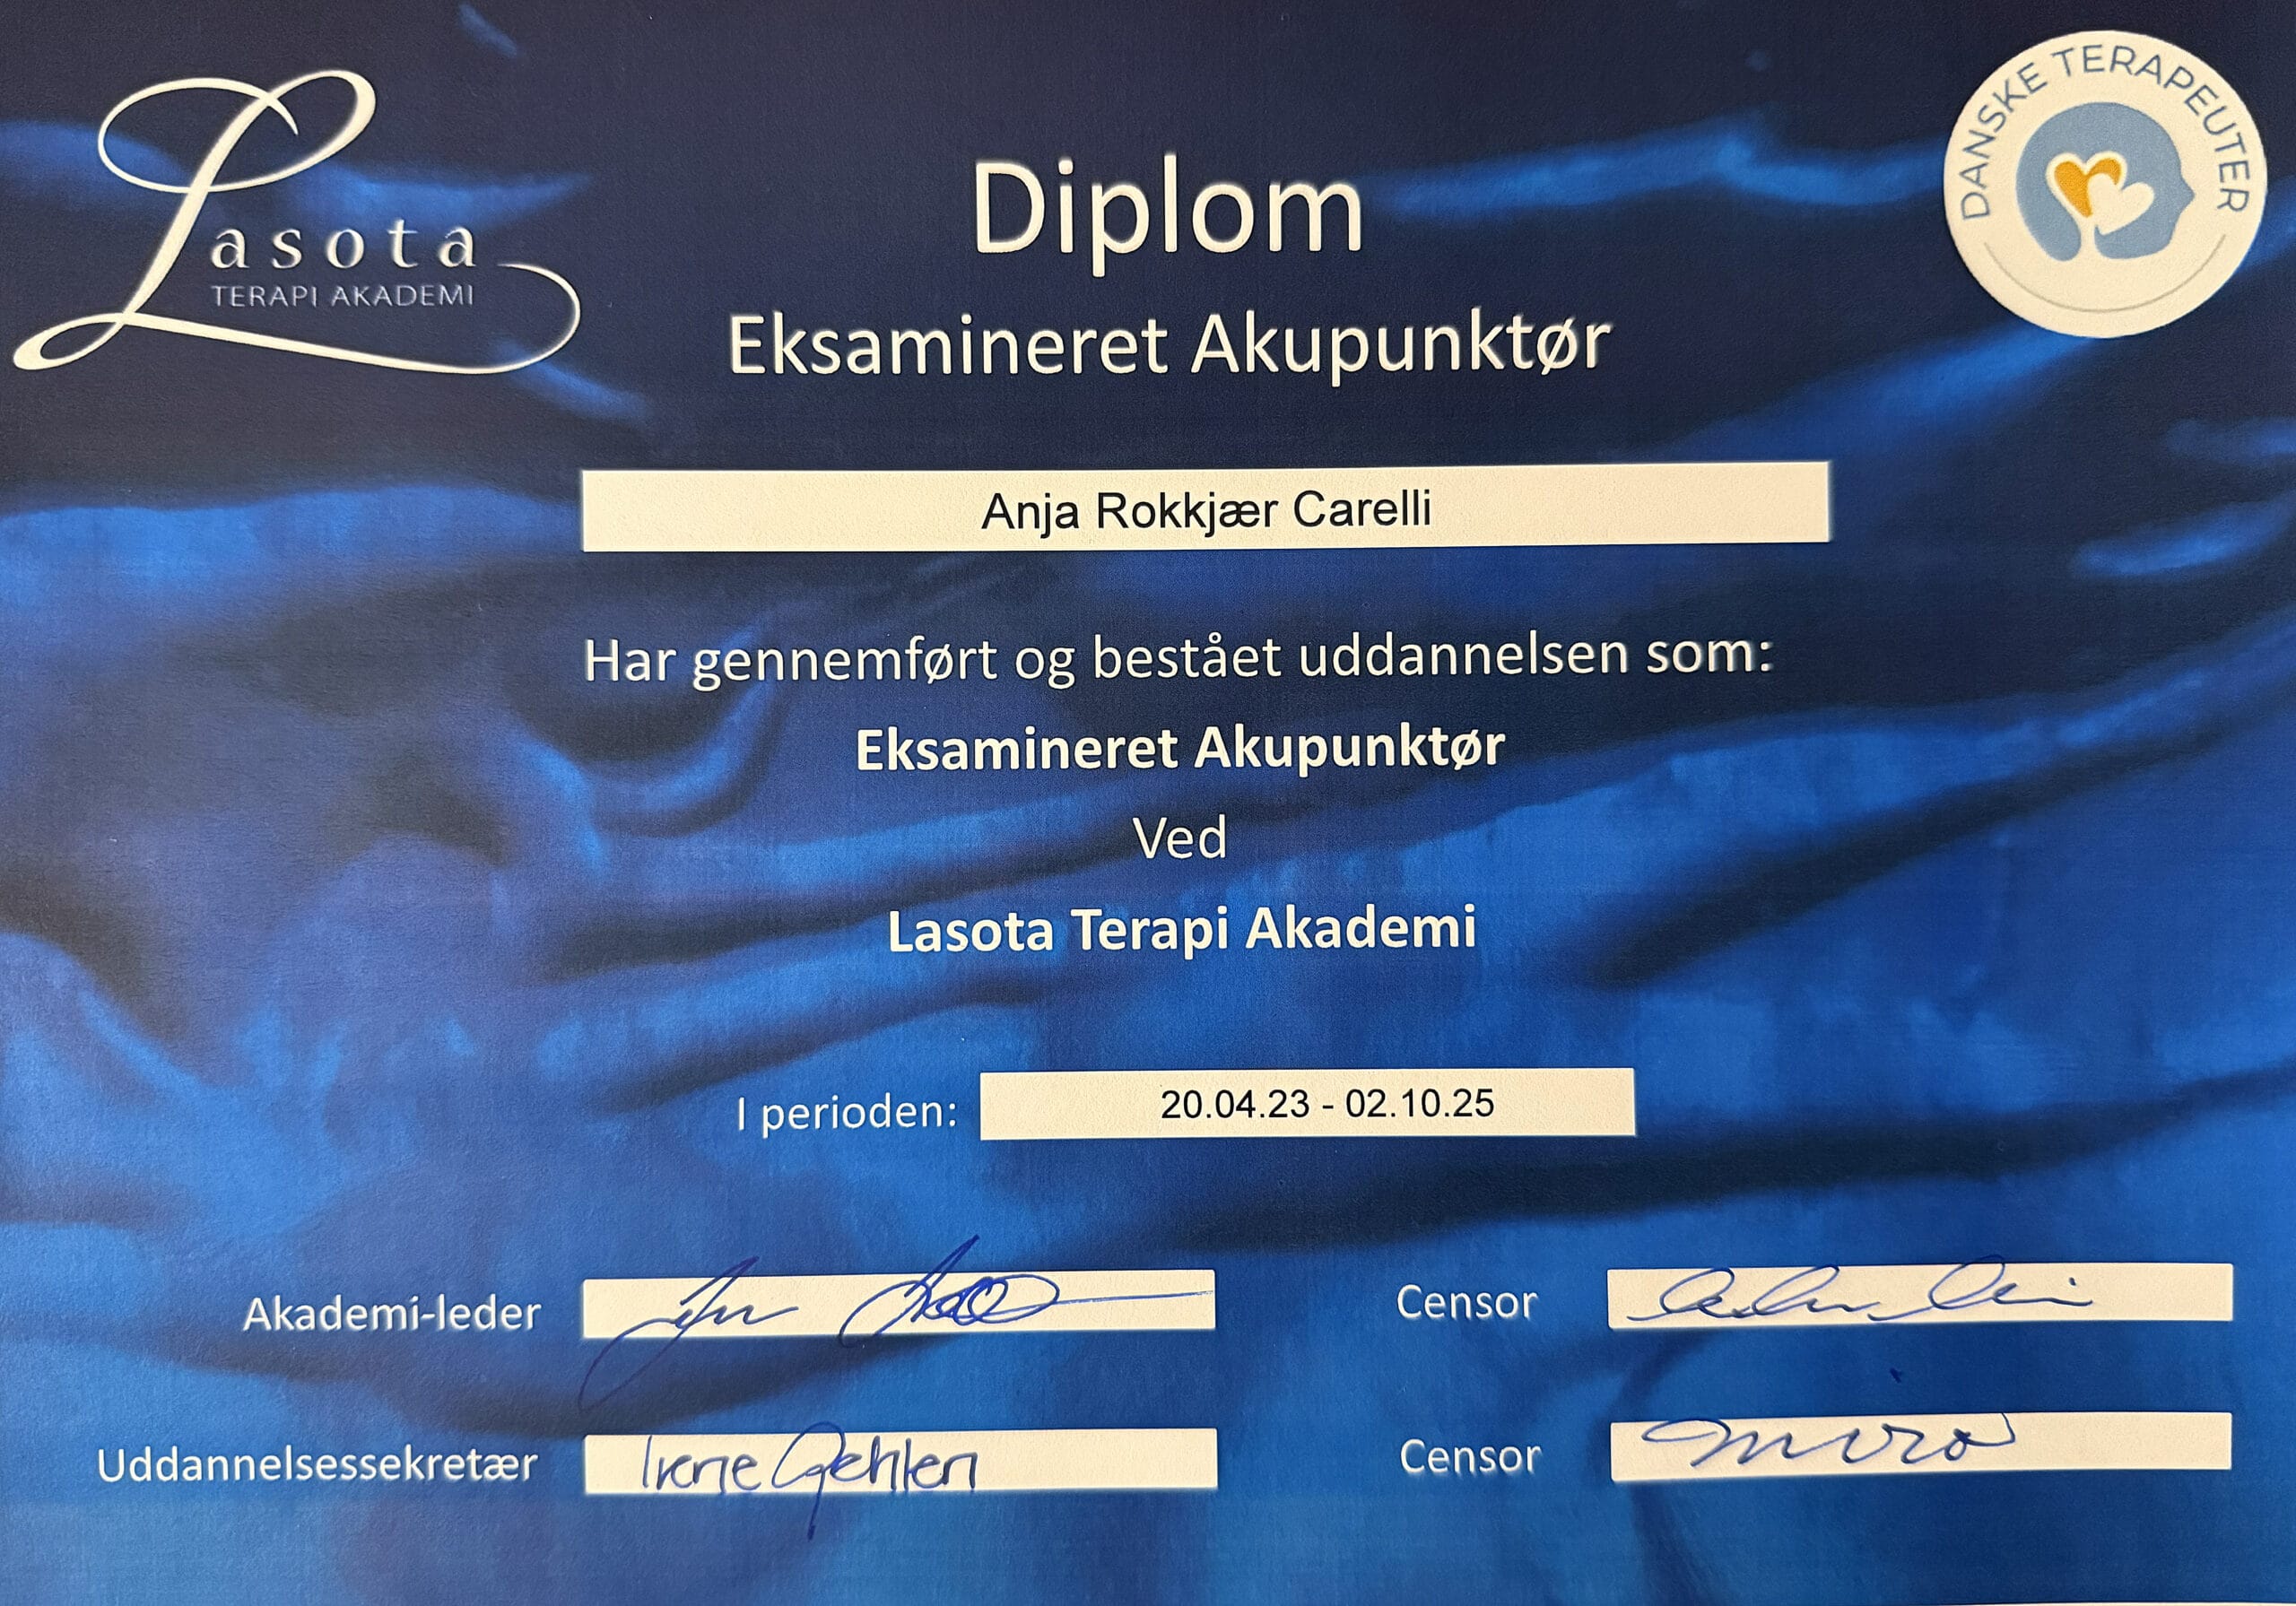 Lasota
TERAPI AKADEMI
DANSKE TERAPEUTER
Diplom
Eksamineret Akupunktør
Anja Rokkjær Carelli
Har gennemført og bestået uddannelsen som:
Eksamineret Akupunktør
Ved
Lasota Terapi Akademi
I perioden: 20.04.23 - 02.10.25
Akademi-leder
Censor
Uddannelsessekretær Irene Gehlen
Censor